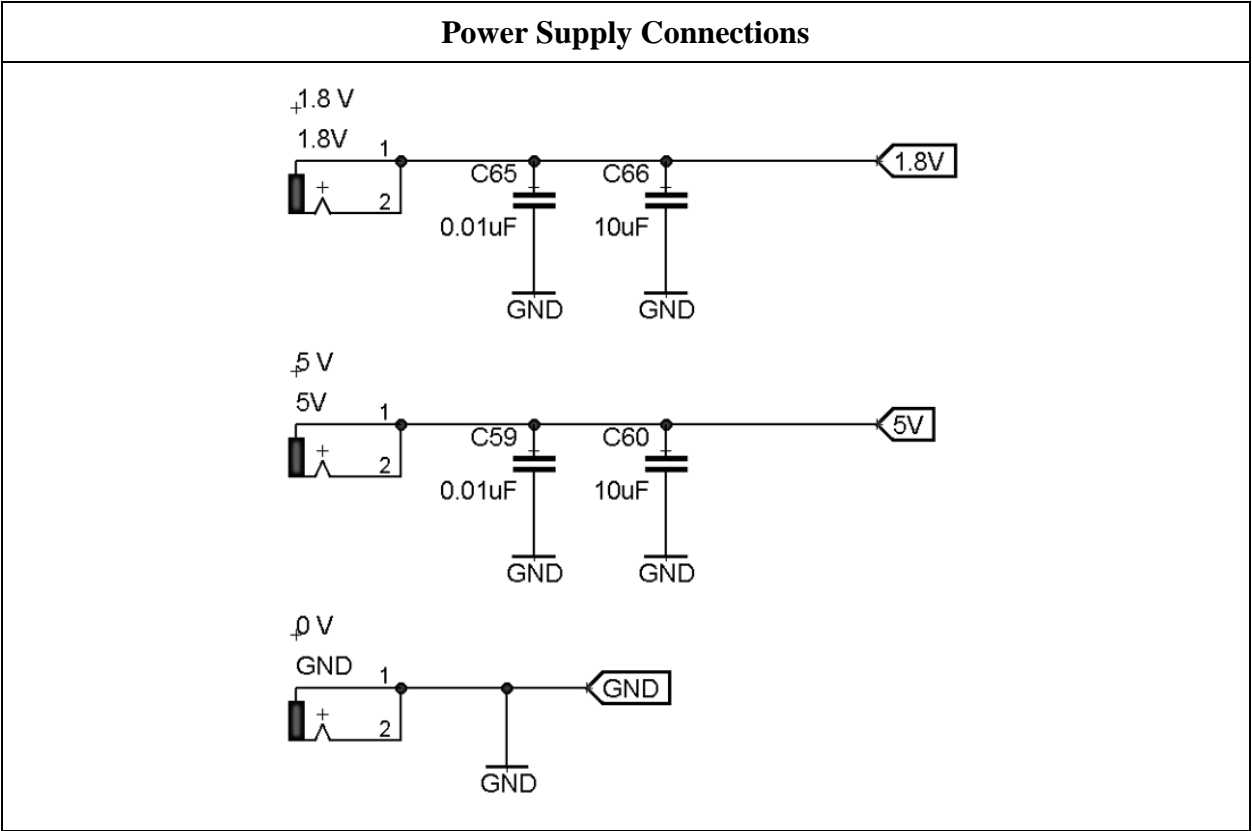 Power Supply Connections
1.8 V
1.8V
1
2
C65
0.01uF
C66
10uF
1.8V
GND
GND
5 V
5V
1
2
C59
0.01uF
C60
10uF
5V
GND
GND
0 V
GND
1
2
GND
GND